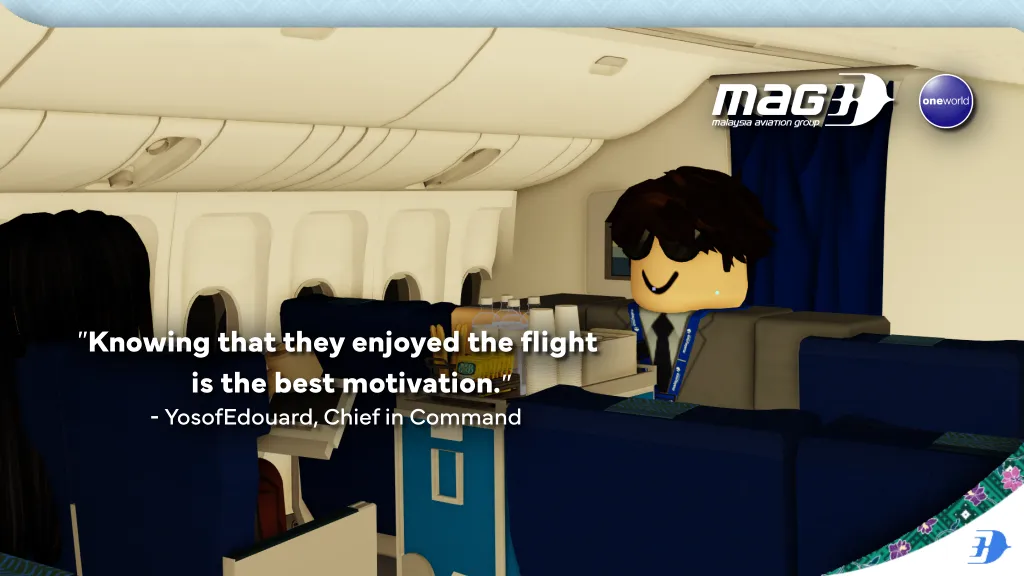 mag
malaysia aviation group
oneworld
"Knowing that they enjoyed the flight
is the best motivation."
- YosofEdouard, Chief in Command